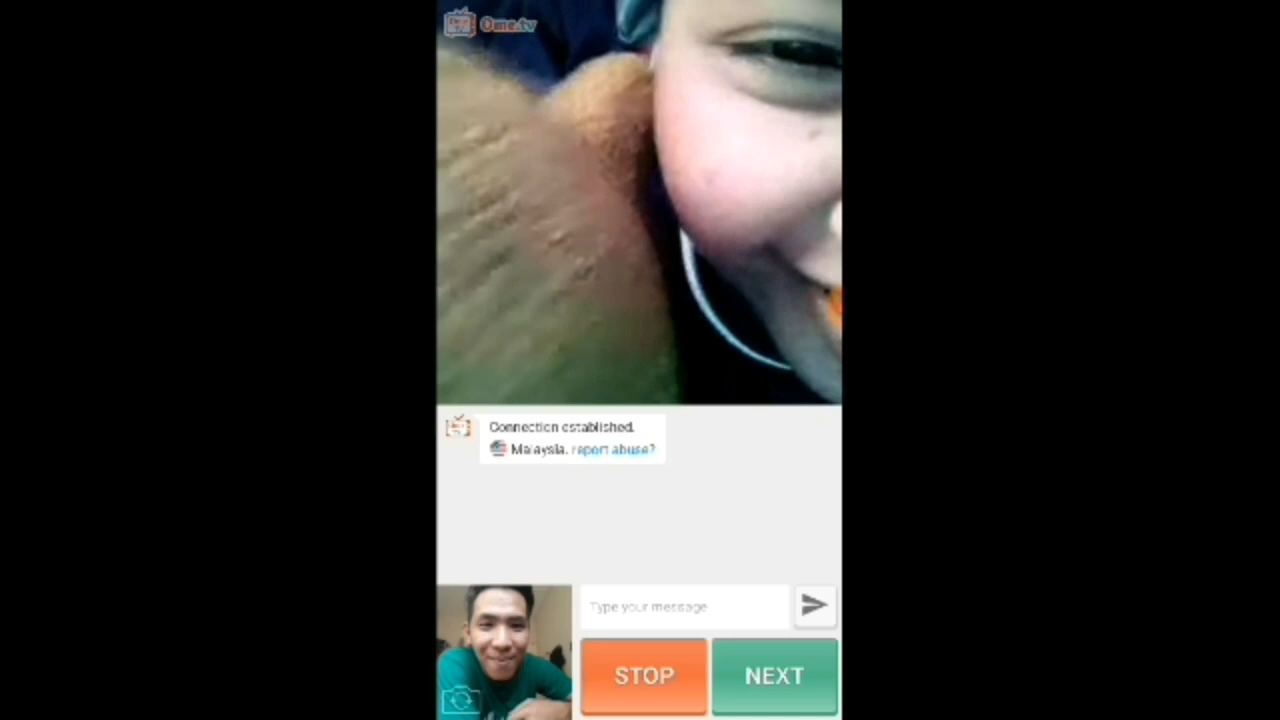 Ome.tv
Connection established.
Malaysia. report abuse?
Type your message
STOP
NEXT